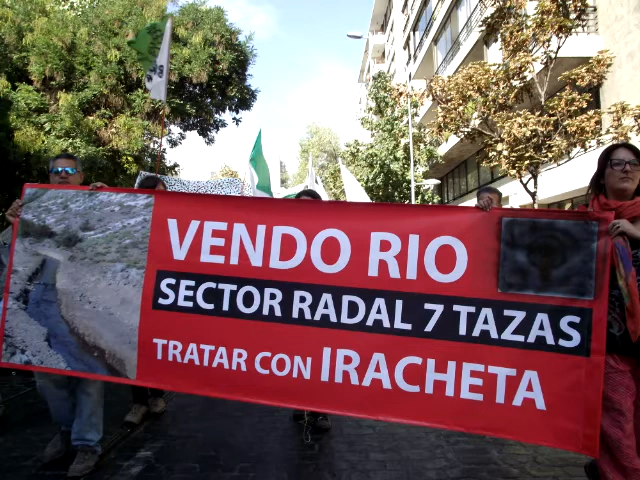 VENDO RIO
SECTOR RADAL 7 TAZAS
TRATAR CON IRACHETA